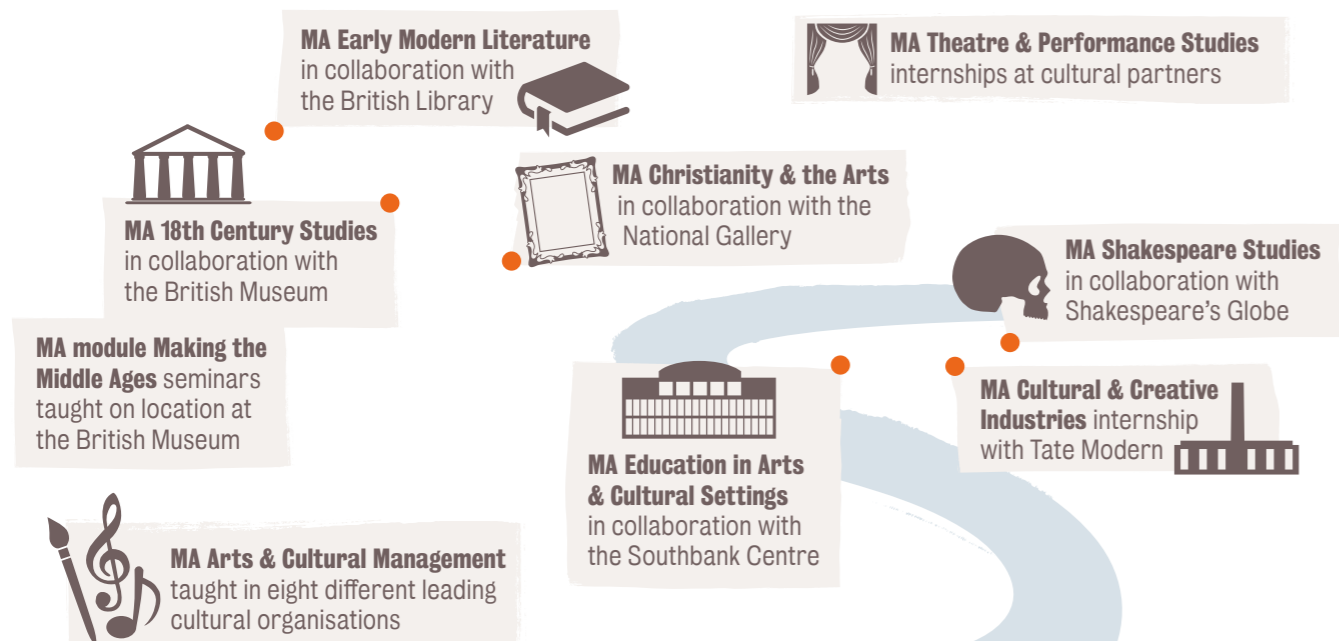 MA Early Modern Literature
in collaboration with
the British Library
MA Theatre & Performance Studies
internships at cultural partners
MA Christianity & the Arts
in collaboration with the
National Gallery
MA 18th Century Studies
in collaboration with
the British Museum
MA Shakespeare Studies
in collaboration with
Shakespeare's Globe
MA module Making the
Middle Ages seminars
taught on location at
the British Museum
MA Cultural & Creative
Industries internship
with Tate Modern
MA Education in Arts
& Cultural Settings
in collaboration with
the Southbank Centre
MA Arts & Cultural Management
taught in eight different leading
cultural organisations